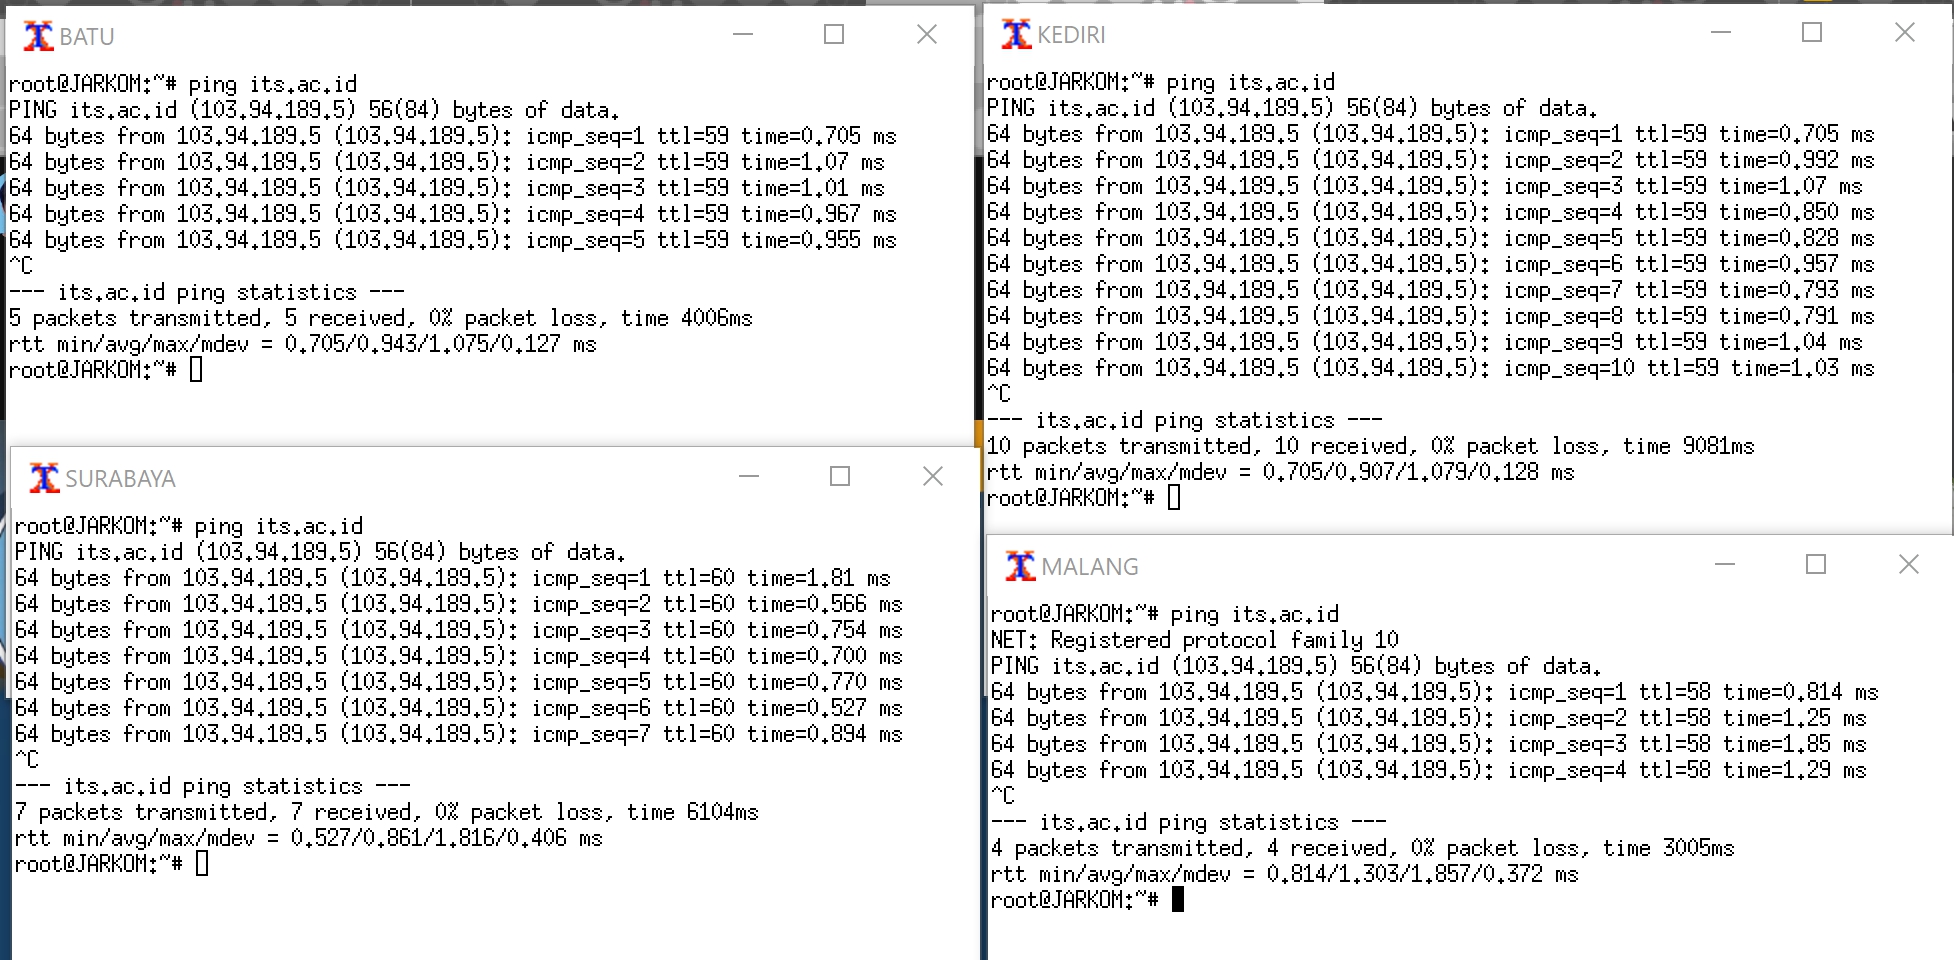 BATU
root@JARKOM:~# ping its.ac.id
PING its.ac.id (103.94.189.5) 56(84) bytes of data.
64 bytes from 103.94.189.5 (103.94.189.5): icmp_seq=1 ttl=59 time=0.705 ms
64 bytes from 103.94.189.5 (103.94.189.5): icmp_seq=2 ttl=59 time=1.07 ms
64 bytes from 103.94.189.5 (103.94.189.5): icmp_seq=3 ttl=59 time=1.01 ms
64 bytes from 103.94.189.5 (103.94.189.5): icmp_seq=4 ttl=59 time=0.967 ms
64 bytes from 103.94.189.5 (103.94.189.5): icmp_seq=5 ttl=59 time=0.955 ms
^C
--- its.ac.id ping statistics ---
5 packets transmitted, 5 received, 0% packet loss, time 4006ms
rtt min/avg/max/mdev = 0.705/0.943/1.075/0.127 ms
root@JARKOM:~#
KEDIRI
root@JARKOM:~# ping its.ac.id
PING its.ac.id (103.94.189.5) 56(84) bytes of data.
64 bytes from 103.94.189.5 (103.94.189.5): icmp_seq=1 ttl=59 time=0.705 ms
64 bytes from 103.94.189.5 (103.94.189.5): icmp_seq=2 ttl=59 time=0.992 ms
64 bytes from 103.94.189.5 (103.94.189.5): icmp_seq=3 ttl=59 time=1.07 ms
64 bytes from 103.94.189.5 (103.94.189.5): icmp_seq=4 ttl=59 time=0.850 ms
64 bytes from 103.94.189.5 (103.94.189.5): icmp_seq=5 ttl=59 time=0.828 ms
64 bytes from 103.94.189.5 (103.94.189.5): icmp_seq=6 ttl=59 time=0.957 ms
64 bytes from 103.94.189.5 (103.94.189.5): icmp_seq=7 ttl=59 time=0.793 ms
64 bytes from 103.94.189.5 (103.94.189.5): icmp_seq=8 ttl=59 time=0.791 ms
64 bytes from 103.94.189.5 (103.94.189.5): icmp_seq=9 ttl=59 time=1.04 ms
64 bytes from 103.94.189.5 (103.94.189.5): icmp_seq=10 ttl=59 time=1.03 ms
^C
--- its.ac.id ping statistics ---
10 packets transmitted, 10 received, 0% packet loss, time 9081ms
rtt min/avg/max/mdev = 0.705/0.907/1.079/0.128 ms
root@JARKOM:~#
SURABAYA
root@JARKOM:~# ping its.ac.id
PING its.ac.id (103.94.189.5) 56(84) bytes of data.
64 bytes from 103.94.189.5 (103.94.189.5): icmp_seq=1 ttl=60 time=1.81 ms
64 bytes from 103.94.189.5 (103.94.189.5): icmp_seq=2 ttl=60 time=0.566 ms
64 bytes from 103.94.189.5 (103.94.189.5): icmp_seq=3 ttl=60 time=0.754 ms
64 bytes from 103.94.189.5 (103.94.189.5): icmp_seq=4 ttl=60 time=0.700 ms
64 bytes from 103.94.189.5 (103.94.189.5): icmp_seq=5 ttl=60 time=0.770 ms
64 bytes from 103.94.189.5 (103.94.189.5): icmp_seq=6 ttl=60 time=0.527 ms
64 bytes from 103.94.189.5 (103.94.189.5): icmp_seq=7 ttl=60 time=0.894 ms
^C
--- its.ac.id ping statistics ---
7 packets transmitted, 7 received, 0% packet loss, time 6104ms
rtt min/avg/max/mdev = 0.527/0.861/1.816/0.406 ms
root@JARKOM:~#
MALANG
root@JARKOM:~# ping its.ac.id
NET: Registered protocol family 10
PING its.ac.id (103.94.189.5) 56(84) bytes of data.
64 bytes from 103.94.189.5 (103.94.189.5): icmp_seq=1 ttl=58 time=0.814 ms
64 bytes from 103.94.189.5 (103.94.189.5): icmp_seq=2 ttl=58 time=1.25 ms
64 bytes from 103.94.189.5 (103.94.189.5): icmp_seq=3 ttl=58 time=1.85 ms
64 bytes from 103.94.189.5 (103.94.189.5): icmp_seq=4 ttl=58 time=1.29 ms
^C
--- its.ac.id ping statistics ---
4 packets transmitted, 4 received, 0% packet loss, time 3005ms
rtt min/avg/max/mdev = 0.814/1.303/1.857/0.372 ms
root@JARKOM:~#